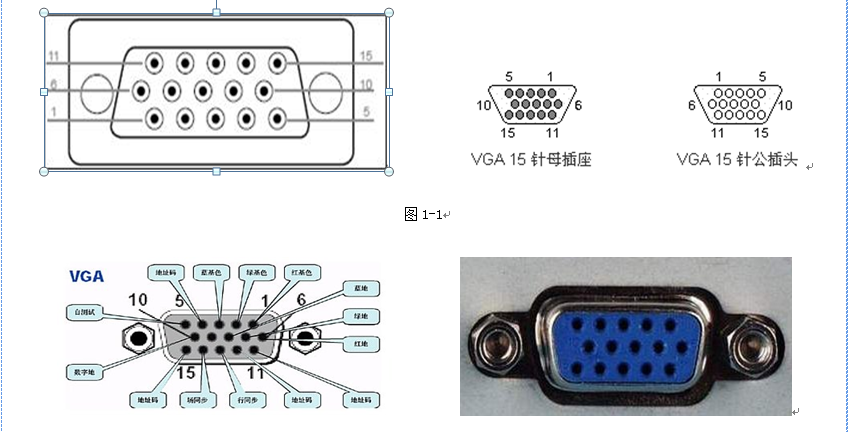 11 15
6 10
1 5
5 1
10 6
15 11
VGA 15 针母插座
1 5
6 10
11 15
VGA 15 针公插头
图 1-1
VGA
地址码 蓝基色 绿基色 红基色
10 5 1 6
自测试
蓝地
绿地
红地
数字地
15 11
地址码 场同步 行同步 地址码 地址码